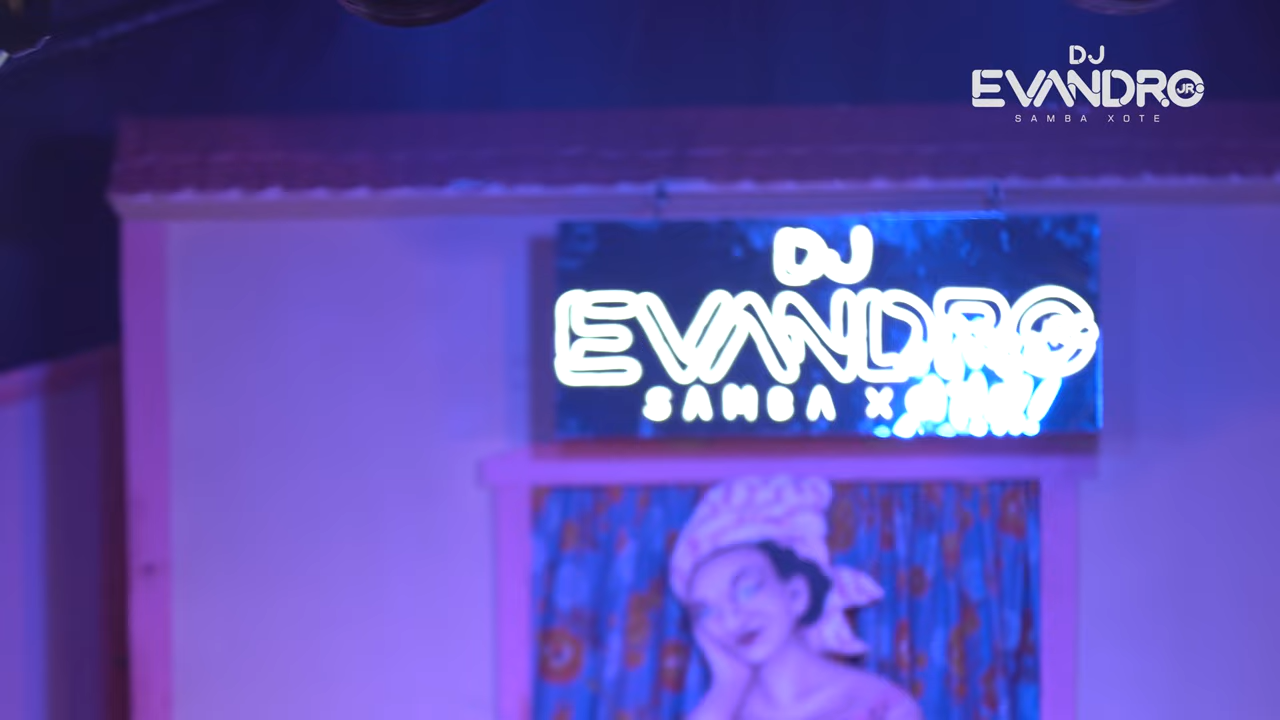 DJ
EVANDRO JR
SAMBA XOTE
DJ
EVANDRO
SAMBA